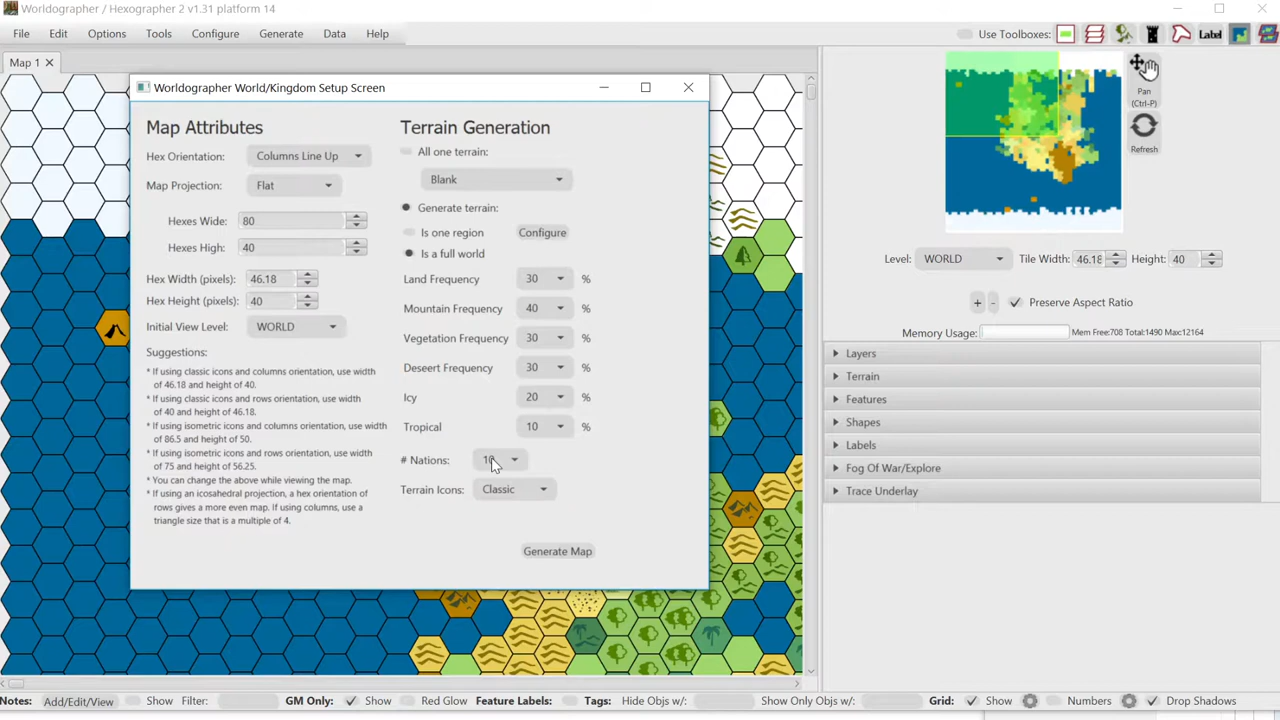 Worldographer / Hexographer 2 v1.31 platform 14
File Edit Options Tools Configure Generate Data Help
Use Toolboxes: Label
Map 1
Worldographer World/Kingdom Setup Screen
Map Attributes
Hex Orientation: Columns Line Up
Map Projection: Flat
Hexes Wide: 80
Hexes High: 40
Hex Width (pixels): 46.18
Hex Height (pixels): 40
Initial View Level: WORLD
Suggestions:
* If using classic icons and columns orientation, use width
of 46.18 and height of 40.
* If using classic icons and rows orientation, use width
of 40 and height of 46.18.
* If using isometric icons and columns orientation, use width
of 86.5 and height of 50.
* If using isometric icons and rows orientation, use width
of 75 and height of 56.25.
* You can change the above while viewing the map.
* If using an icosahedral projection, a hex orientation of
rows gives a more even map. If using columns, use a
triangle size that is a multiple of 4.
Terrain Generation
All one terrain:
Blank
Generate terrain:
Is one region Configure
Is a full world
Land Frequency 30 %
Mountain Frequency 40 %
Vegetation Frequency 30 %
Deseert Frequency 30 %
Icy 20 %
Tropical 10 %
# Nations: 10
Terrain Icons: Classic
Generate Map
Pan
(Ctrl-P)
Refresh
Level: WORLD Tile Width: 46.18 Height: 40
+ - Preserve Aspect Ratio
Memory Usage: Mem Free:708 Total:1490 Max:12164
Layers
Terrain
Features
Shapes
Labels
Fog Of War/Explore
Trace Underlay
Notes: Add/Edit/View Show Filter: GM Only: Show Red Glow Feature Labels: Tags: Hide Objs w/: Show Only Objs w/: Grid: Show Numbers Drop Shadows